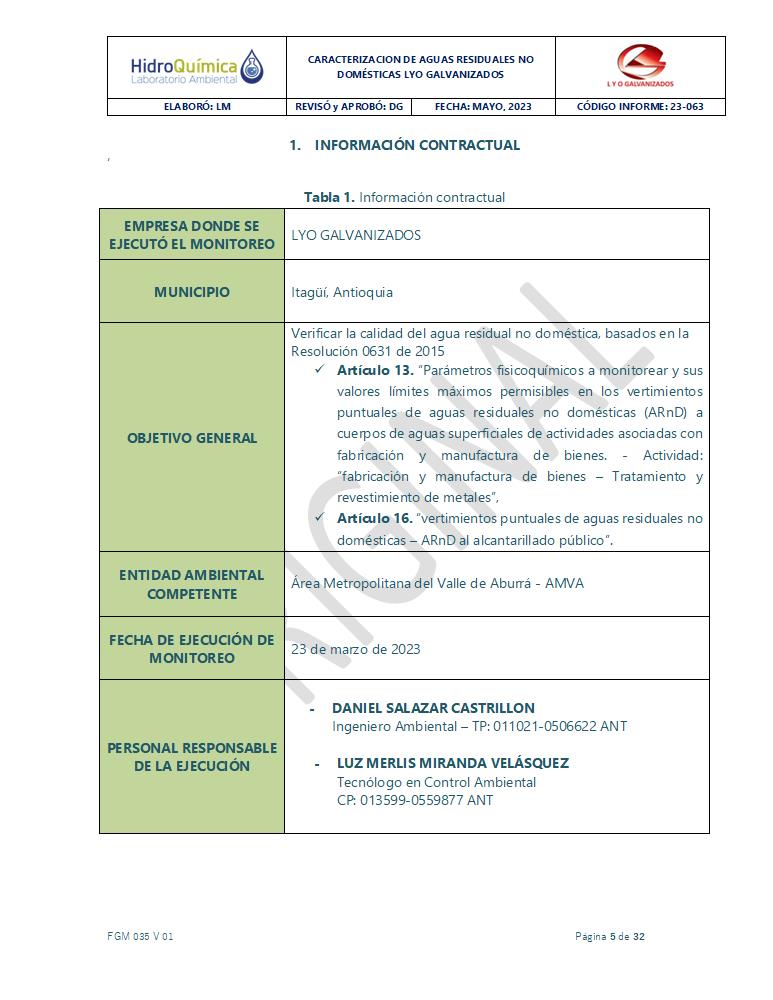 HidroQuímica
Laboratorio Ambiental
CARACTERIZACION DE AGUAS RESIDUALES NO
DOMÉSTICAS LYO GALVANIZADOS
L Y O GALVANIZADOS
ELABORÓ: LM
REVISÓ y APROBÓ: DG
FECHA: MAYO, 2023
CÓDIGO INFORME: 23-063
1. INFORMACIÓN CONTRACTUAL
,
Tabla 1. Información contractual
EMPRESA DONDE SE
EJECUTÓ EL MONITOREO
LYO GALVANIZADOS
MUNICIPIO
Itagüí, Antioquia
OBJETIVO GENERAL
Verificar la calidad del agua residual no doméstica, basados en la
Resolución 0631 de 2015
✓ Artículo 13. “Parámetros fisicoquímicos a monitorear y sus
valores límites máximos permisibles en los vertimientos
puntuales de aguas residuales no domésticas (ARnD) a
cuerpos de aguas superficiales de actividades asociadas con
fabricación y manufactura de bienes. - Actividad:
“fabricación y manufactura de bienes – Tratamiento y
revestimiento de metales”,
✓ Artículo 16. “vertimientos puntuales de aguas residuales no
domésticas – ARnD al alcantarillado público”.
ENTIDAD AMBIENTAL
COMPETENTE
Área Metropolitana del Valle de Aburrá - AMVA
FECHA DE EJECUCIÓN DE
MONITOREO
23 de marzo de 2023
PERSONAL RESPONSABLE
DE LA EJECUCIÓN
- DANIEL SALAZAR CASTRILLON
Ingeniero Ambiental – TP: 011021-0506622 ANT
- LUZ MERLIS MIRANDA VELÁSQUEZ
Tecnólogo en Control Ambiental
CP: 013599-0559877 ANT
RIGINAL
FGM 035 V 01
Página 5 de 32